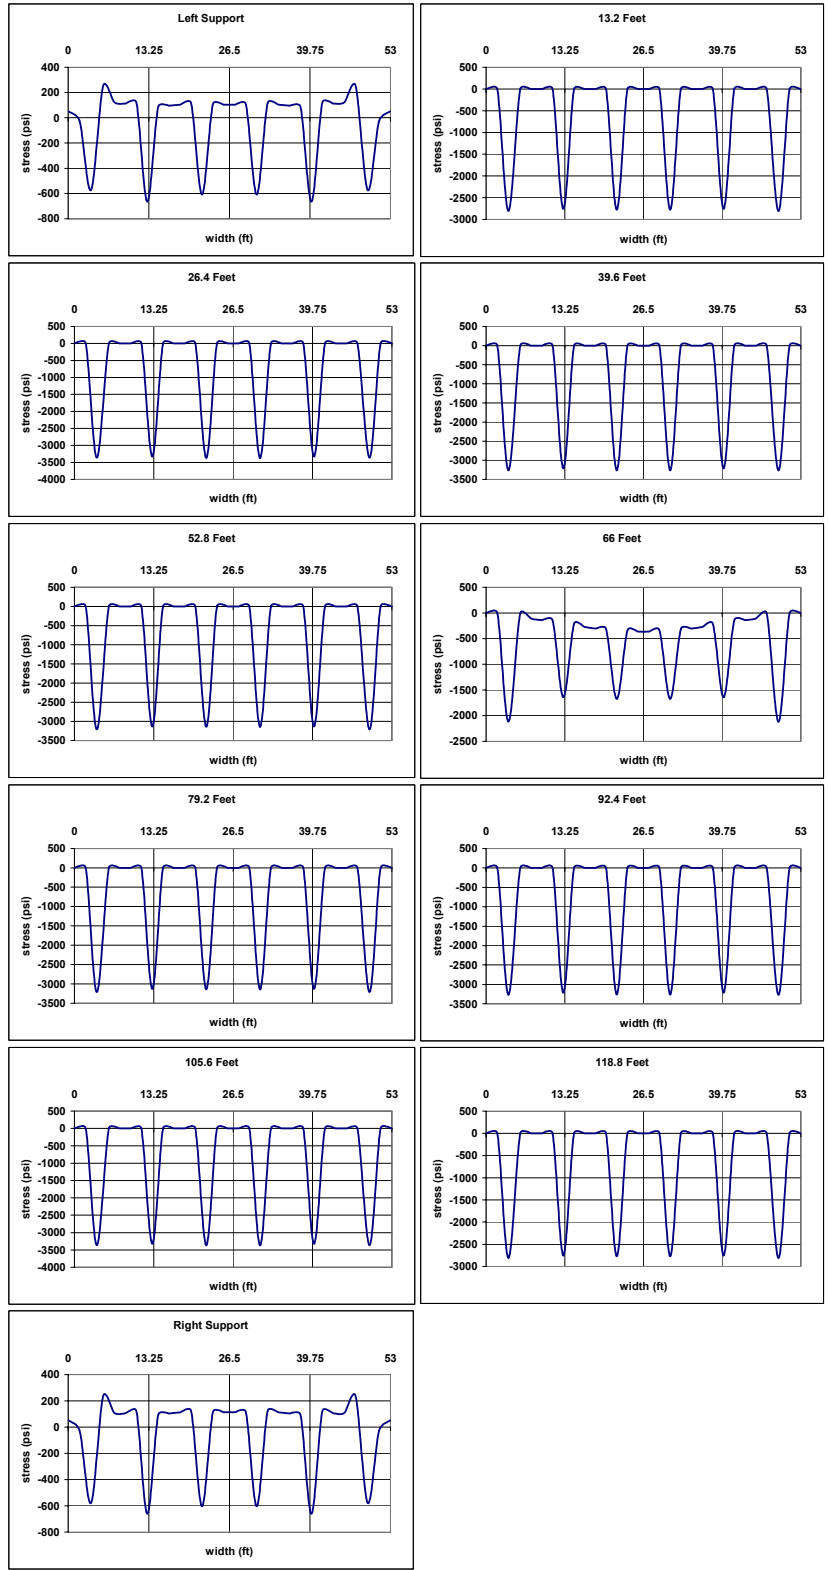 Left Support
0 13.25 26.5 39.75 53
400
200
0
-200
-400
-600
-800
stress (psi)
width (ft)
13.2 Feet
0 13.25 26.5 39.75 53
500
0
-500
-1000
-1500
-2000
-2500
-3000
stress (psi)
width (ft)
26.4 Feet
0 13.25 26.5 39.75 53
500
0
-500
-1000
-1500
-2000
-2500
-3000
-3500
-4000
stress (psi)
width (ft)
39.6 Feet
0 13.25 26.5 39.75 53
500
0
-500
-1000
-1500
-2000
-2500
-3000
-3500
stress (psi)
width (ft)
52.8 Feet
0 13.25 26.5 39.75 53
500
0
-500
-1000
-1500
-2000
-2500
-3000
-3500
stress (psi)
width (ft)
66 Feet
0 13.25 26.5 39.75 53
500
0
-500
-1000
-1500
-2000
-2500
stress (psi)
width (ft)
79.2 Feet
0 13.25 26.5 39.75 53
500
0
-500
-1000
-1500
-2000
-2500
-3000
-3500
stress (psi)
width (ft)
92.4 Feet
0 13.25 26.5 39.75 53
500
0
-500
-1000
-1500
-2000
-2500
-3000
-3500
stress (psi)
width (ft)
105.6 Feet
0 13.25 26.5 39.75 53
500
0
-500
-1000
-1500
-2000
-2500
-3000
-3500
-4000
stress (psi)
width (ft)
118.8 Feet
0 13.25 26.5 39.75 53
500
0
-500
-1000
-1500
-2000
-2500
-3000
stress (psi)
width (ft)
Right Support
0 13.25 26.5 39.75 53
400
200
0
-200
-400
-600
-800
stress (psi)
width (ft)